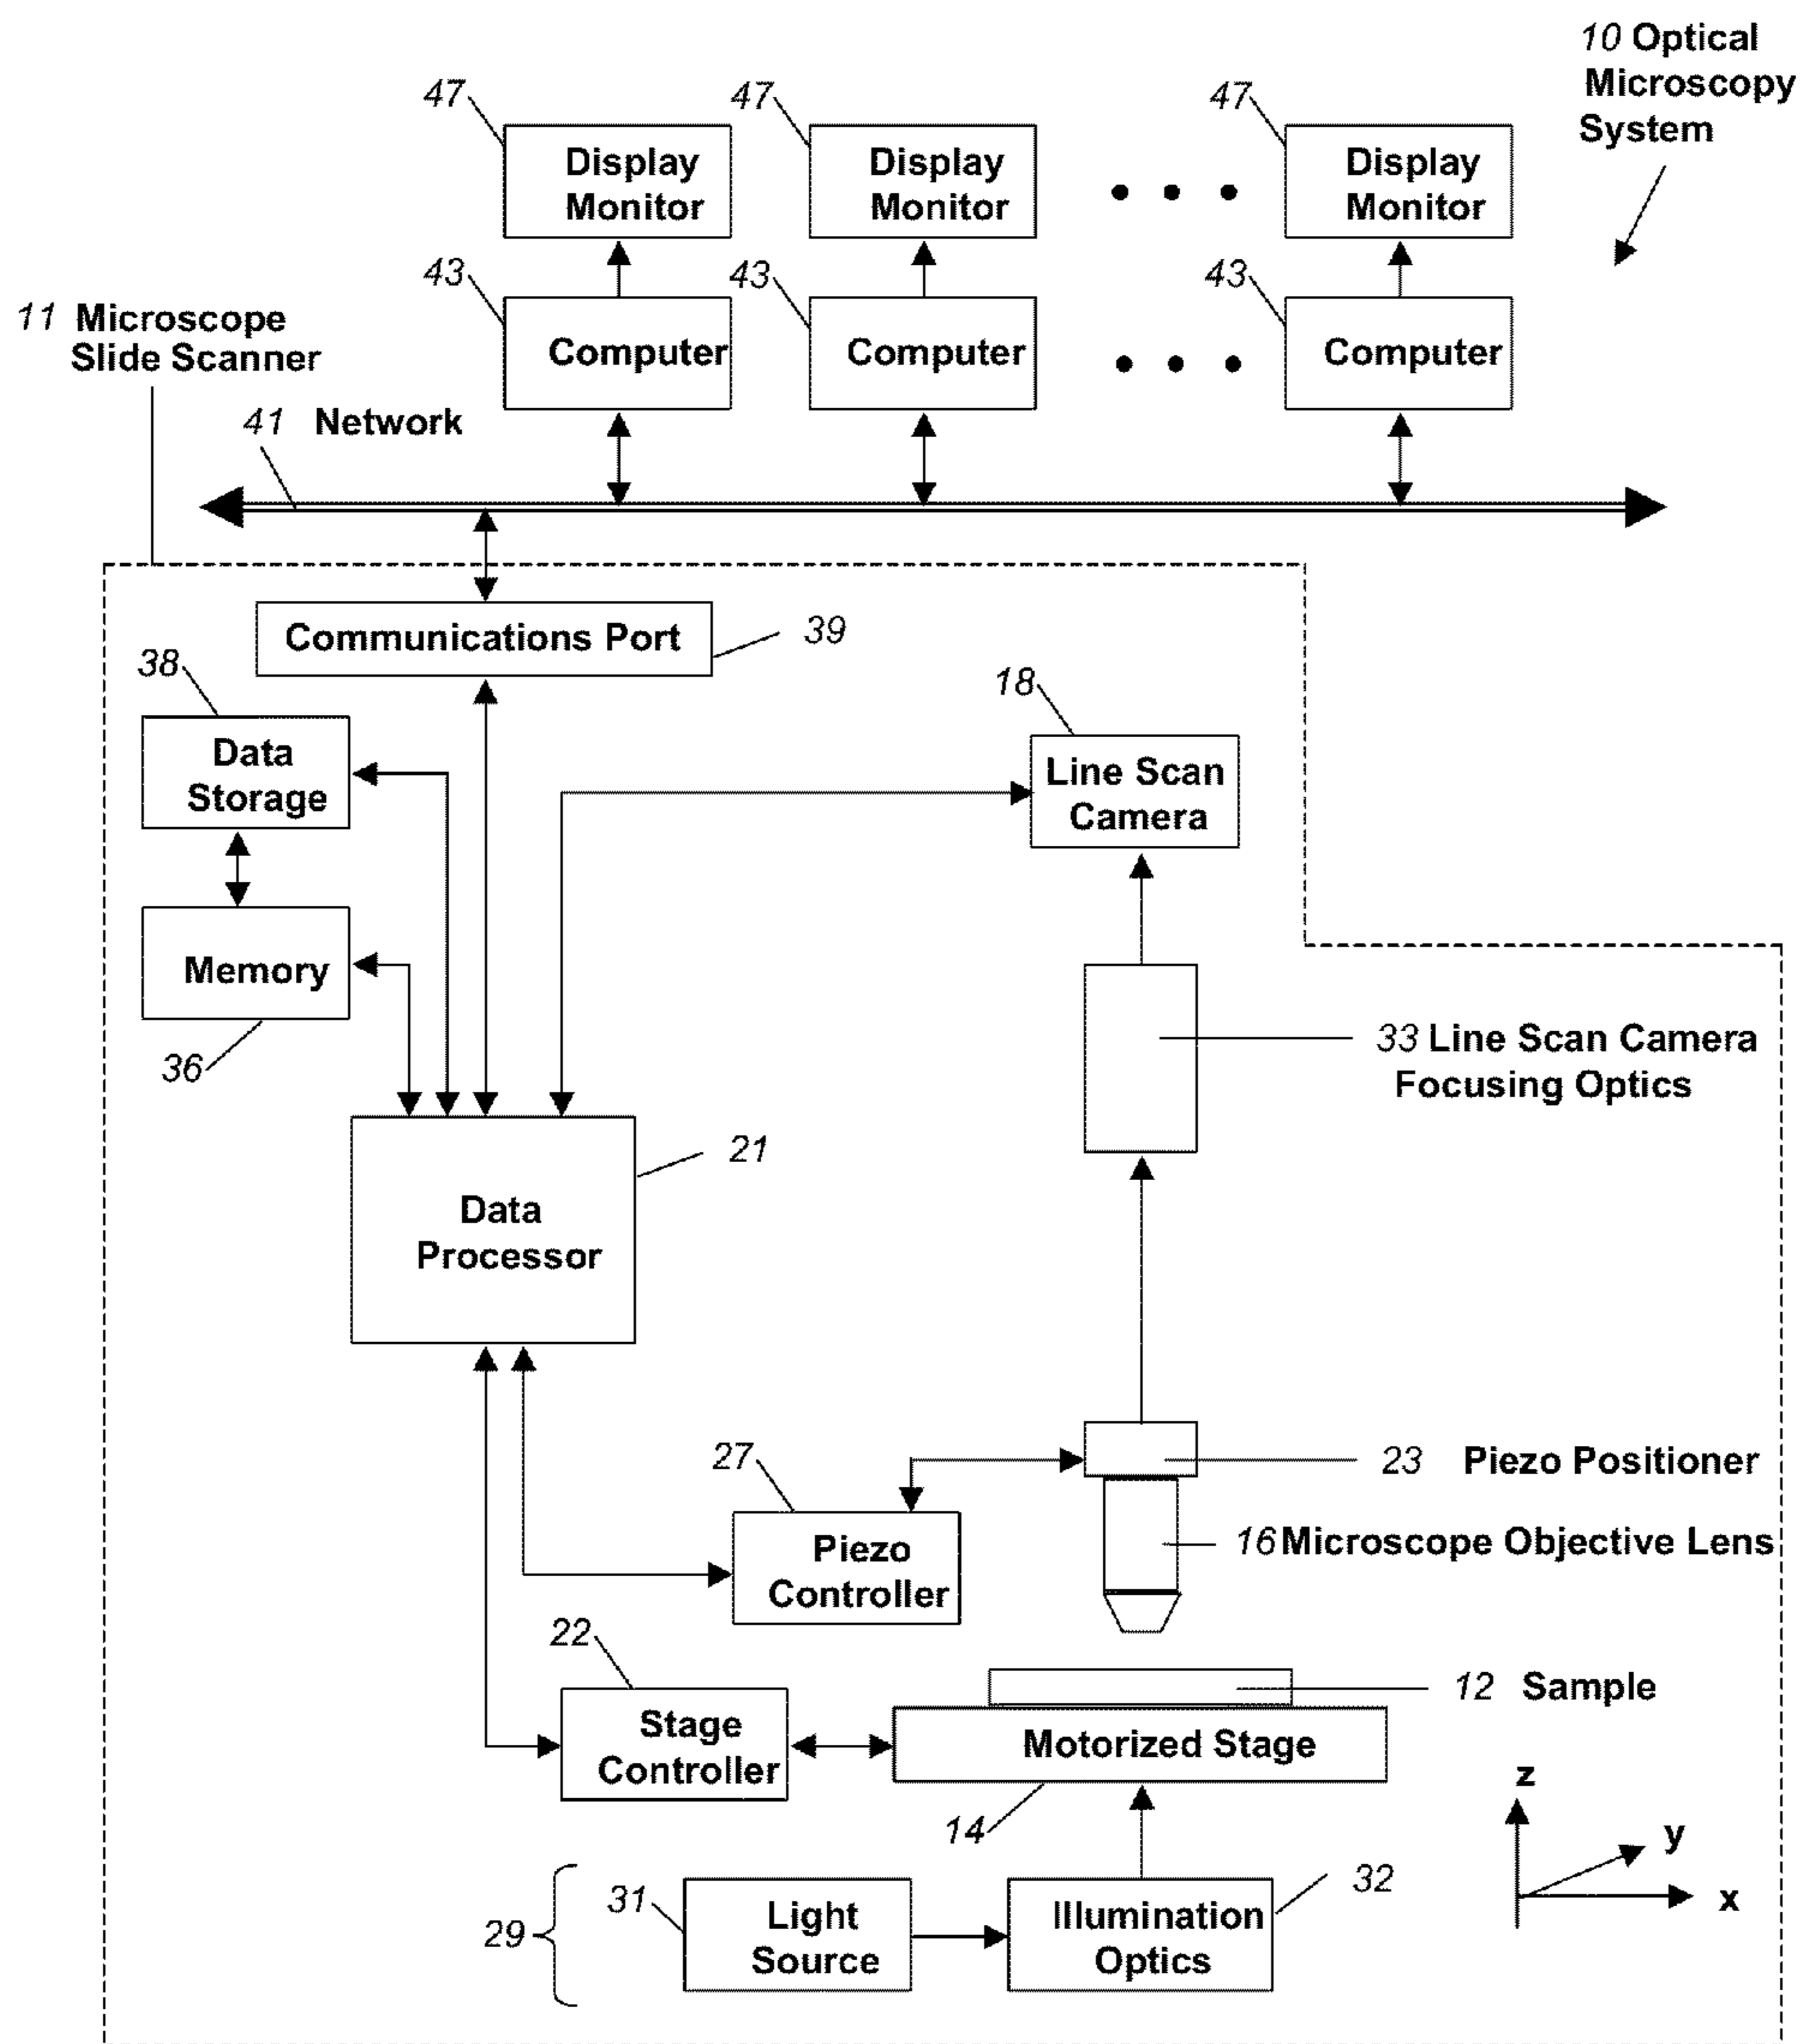 10 Optical
Microscopy
System
47 47 47
Display Display Display
Monitor Monitor • • • Monitor
43 43 43
11 Microscope
Slide Scanner
Computer Computer • • • Computer
41 Network
Communications Port 39
38
18
Data
Storage
Line Scan
Camera
Memory
36
33 Line Scan Camera
Focusing Optics
21
Data
Processor
27
23 Piezo Positioner
Piezo
Controller
16 Microscope Objective Lens
22
12 Sample
Stage
Controller
Motorized Stage
14
z
y
x
29
31
32
Light
Source
Illumination
Optics